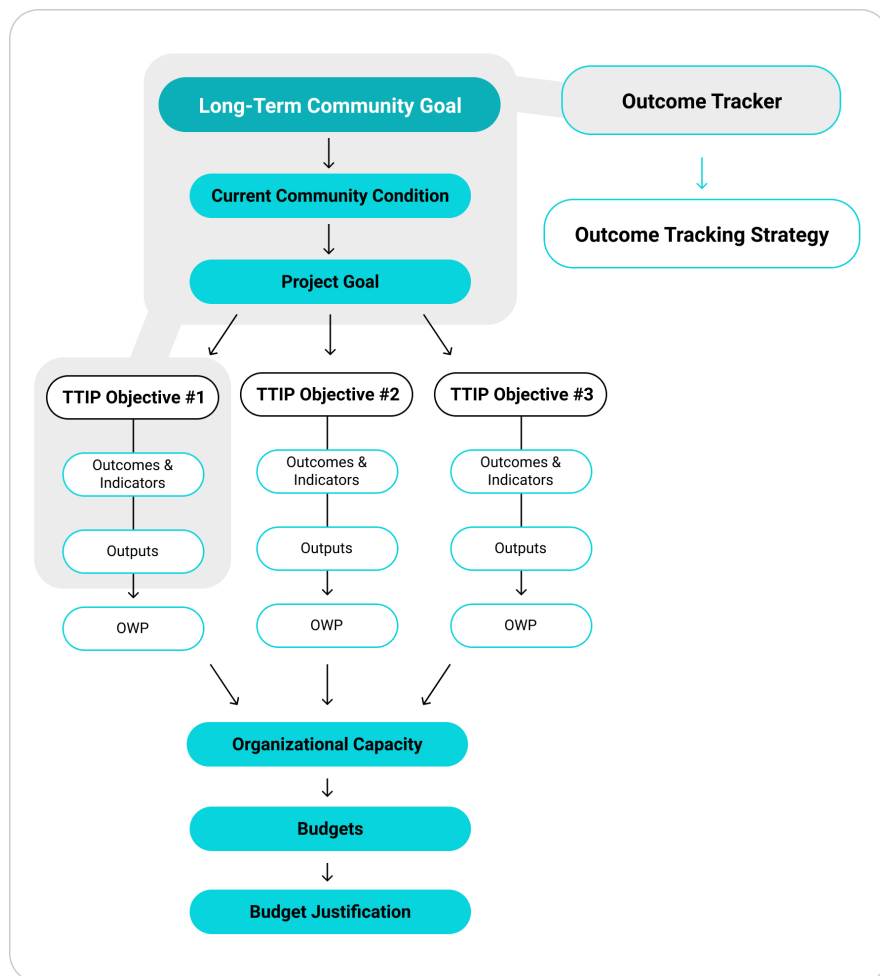 Long-Term Community Goal
Outcome Tracker
Current Community Condition
Outcome Tracking Strategy
Project Goal
TTIP Objective #1
TTIP Objective #2
TTIP Objective #3
Outcomes &
Indicators
Outcomes &
Indicators
Outcomes &
Indicators
Outputs
Outputs
Outputs
OWP
OWP
OWP
Organizational Capacity
Budgets
Budget Justification